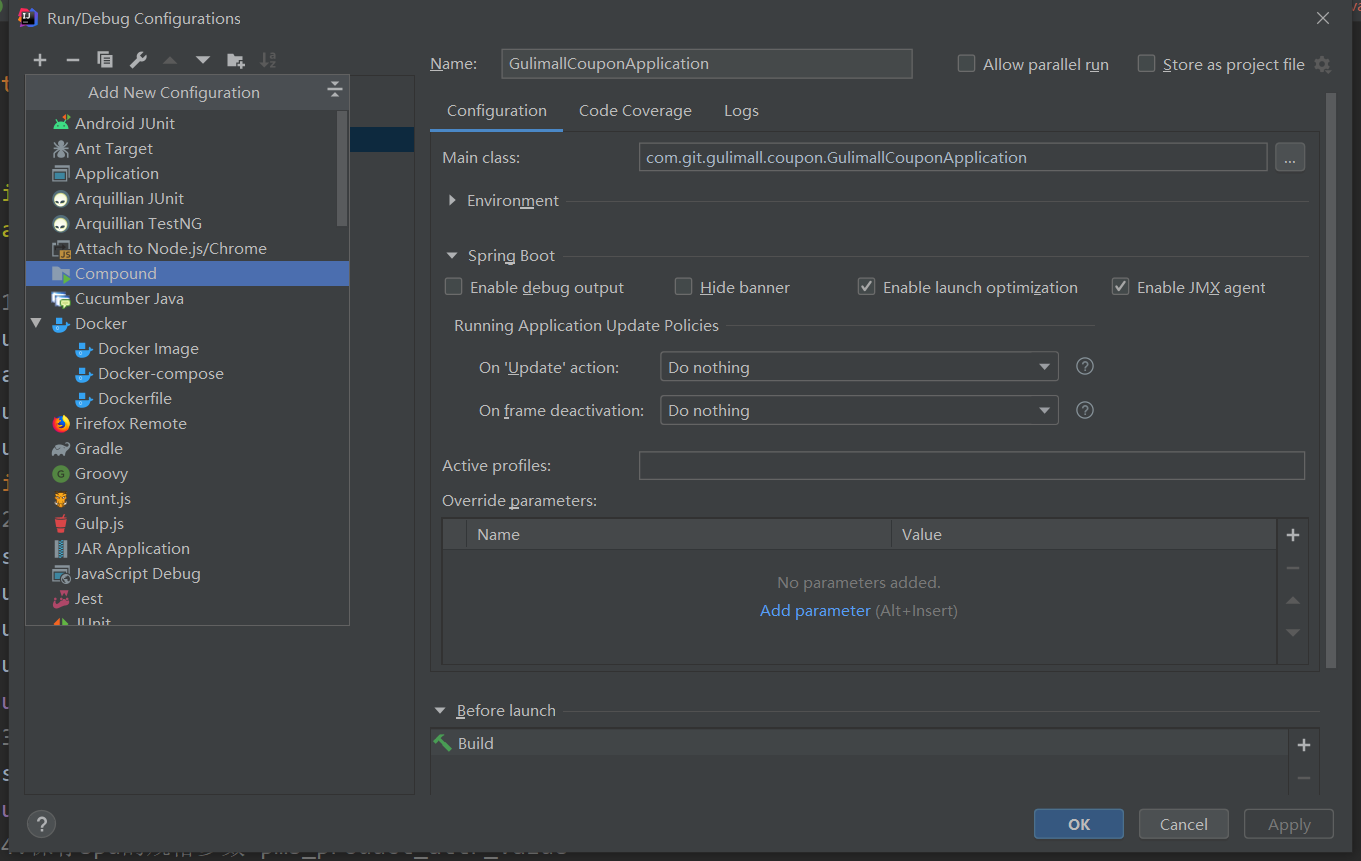 Run/Debug Configurations
Add New Configuration
Android JUnit
Ant Target
Application
Arquillian JUnit
Arquillian TestNG
Attach to Node.js/Chrome
Compound
Cucumber Java
Docker
Docker Image
Docker-compose
Dockerfile
Firefox Remote
Gradle
Groovy
Grunt.js
Gulp.js
JAR Application
JavaScript Debug
Jest
JUnit
Name: GulimallCouponApplication
Allow parallel run
Store as project file
Configuration Code Coverage Logs
Main class: com.git.gulimall.coupon.GulimallCouponApplication ...
Environment
Spring Boot
Enable debug output Hide banner Enable launch optimization Enable JMX agent
Running Application Update Policies
On 'Update' action: Do nothing ?
On frame deactivation: Do nothing ?
Active profiles:
Override parameters:
Name Value
No parameters added.
Add parameter (Alt+Insert)
Before launch
Build
? OK Cancel Apply